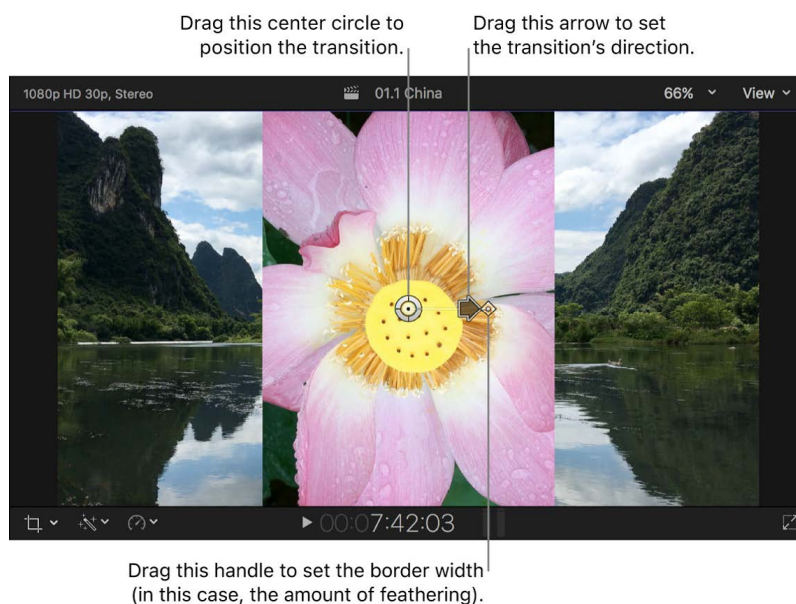 Drag this center circle to
position the transition.
Drag this arrow to set
the transition's direction.
1080p HD 30p, Stereo
01.1 China
66%
View
00:07:42:03
Drag this handle to set the border width
(in this case, the amount of feathering).